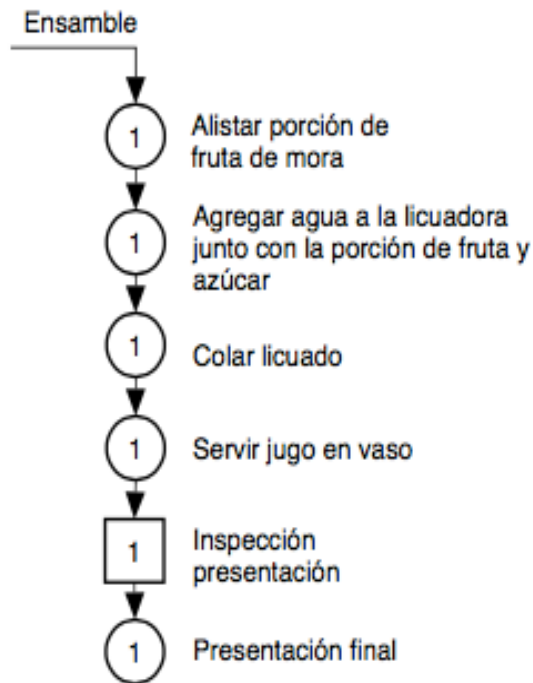 Ensamble
1 Alistar porción de
fruta de mora
1 Agregar agua a la licuadora
junto con la porción de fruta y
azúcar
1 Colar licuado
1 Servir jugo en vaso
1 Inspección
presentación
1 Presentación final